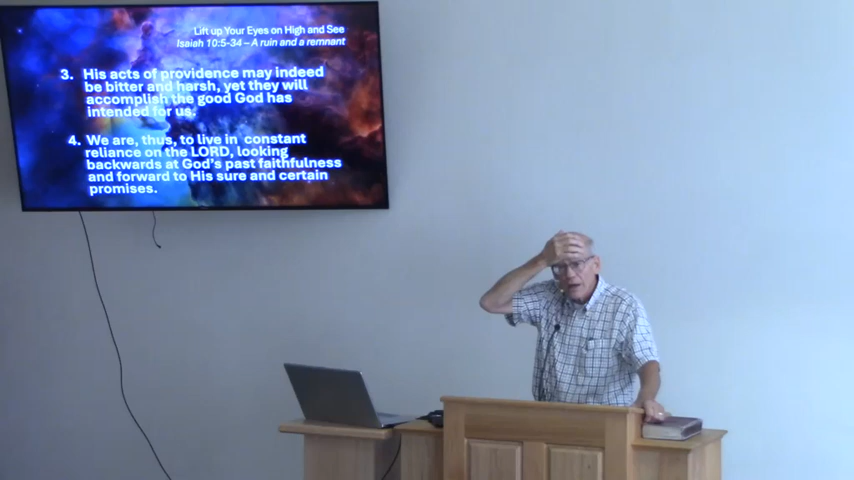 Lift up Your Eyes on High and See
Isaiah 10:5-34 – A ruin and a remnant
3. His acts of providence may indeed
be bitter and harsh, yet they will
accomplish the good God has
intended for us.
4. We are, thus, to live in constant
reliance on the LORD, looking
backwards at God's past faithfulness
and forward to His sure and certain
promises.